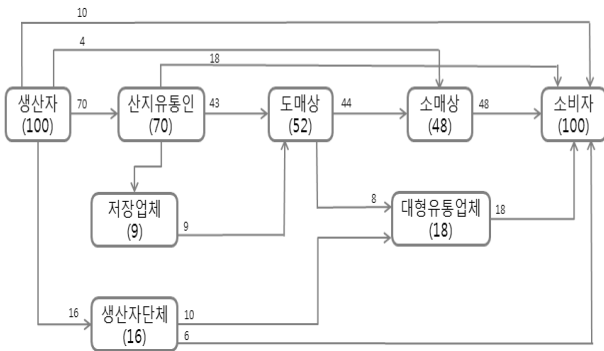 10
4
18
생산자
(100)
70
산지유통인
(70)
43
도매상
(52)
44
소매상
(48)
48
소비자
(100)
저장업체
(9)
9
8
대형유통업체
(18)
18
16
생산자단체
(16)
10
6